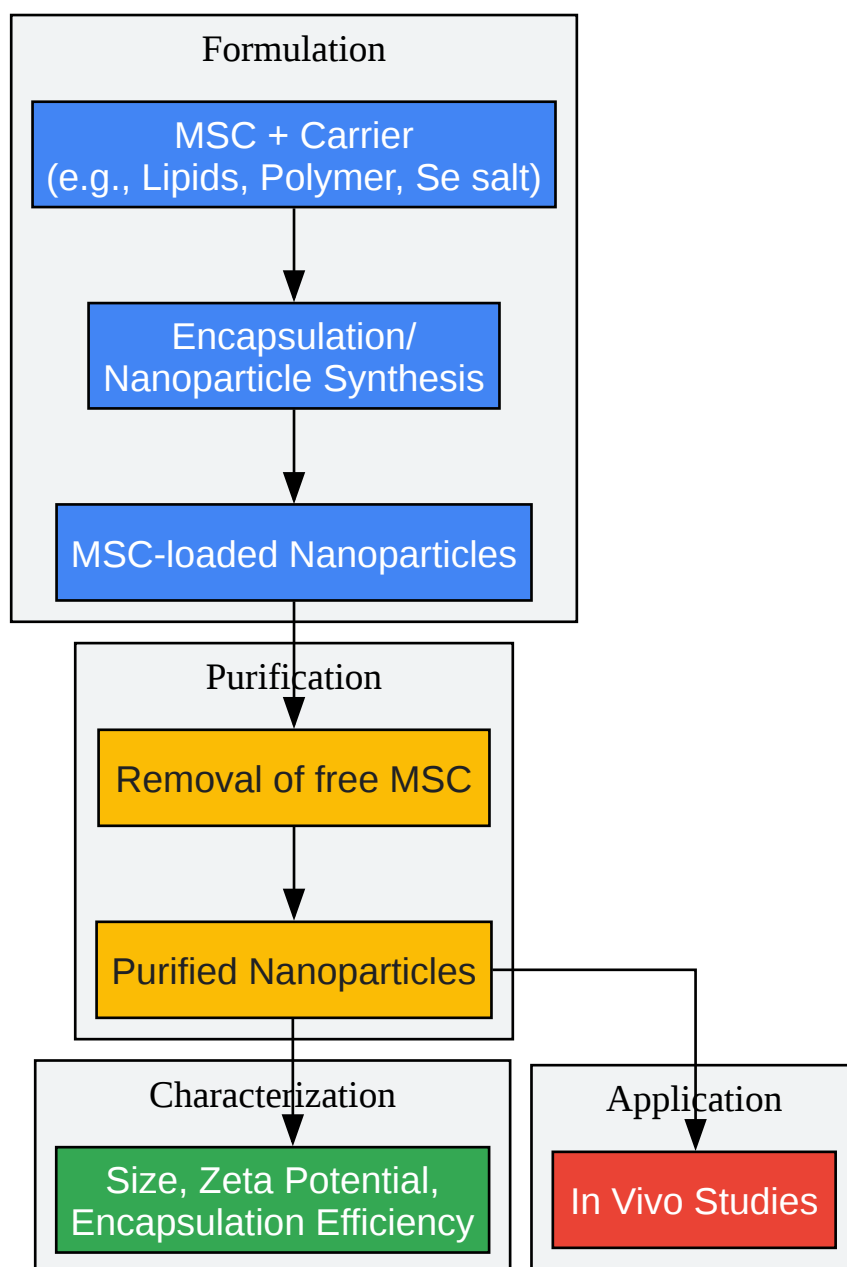 Formulation
MSC + Carrier
(e.g., Lipids, Polymer, Se salt)
Encapsulation/
Nanoparticle Synthesis
MSC-loaded Nanoparticles
Purification
Removal of free MSC
Purified Nanoparticles
Characterization
Size, Zeta Potential,
Encapsulation Efficiency
Application
In Vivo Studies